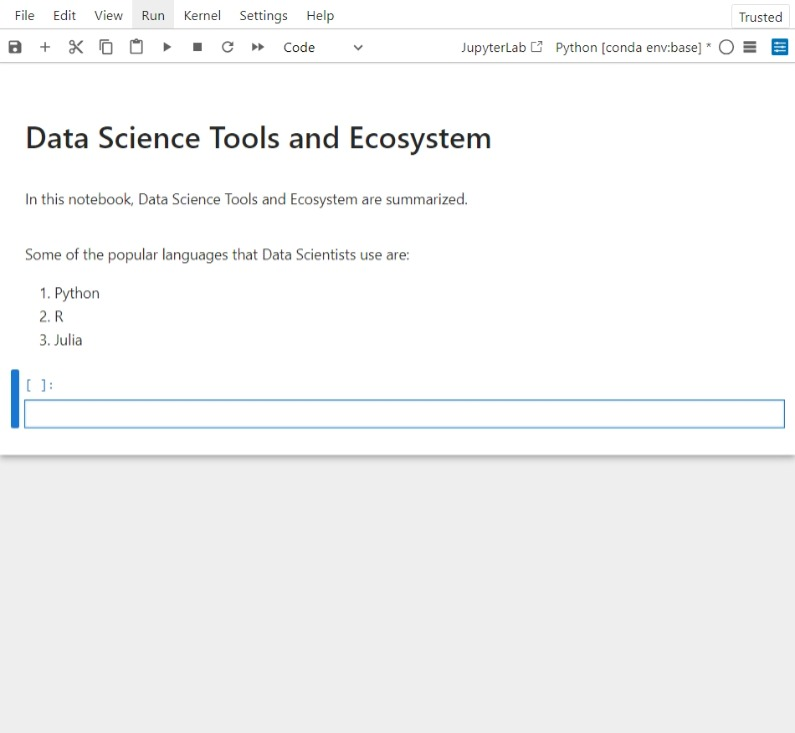 File Edit View Run Kernel Settings Help Trusted
Code JupyterLab Python [conda env:base] *
Data Science Tools and Ecosystem
In this notebook, Data Science Tools and Ecosystem are summarized.
Some of the popular languages that Data Scientists use are:
1. Python
2. R
3. Julia
[ ]: